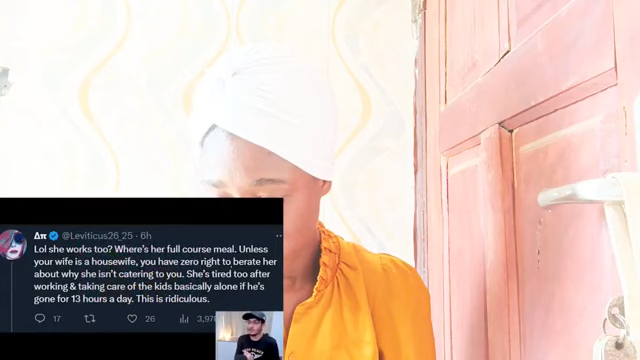 Δπ @Leviticus26_25 · 6h
Lol she works too? Where's her full course meal. Unless
your wife is a housewife, you have zero right to berate her
about why she isn't catering to you. She's tired too after
working & taking care of the kids basically alone if he's
gone for 13 hours a day. This is ridiculous.
17 26